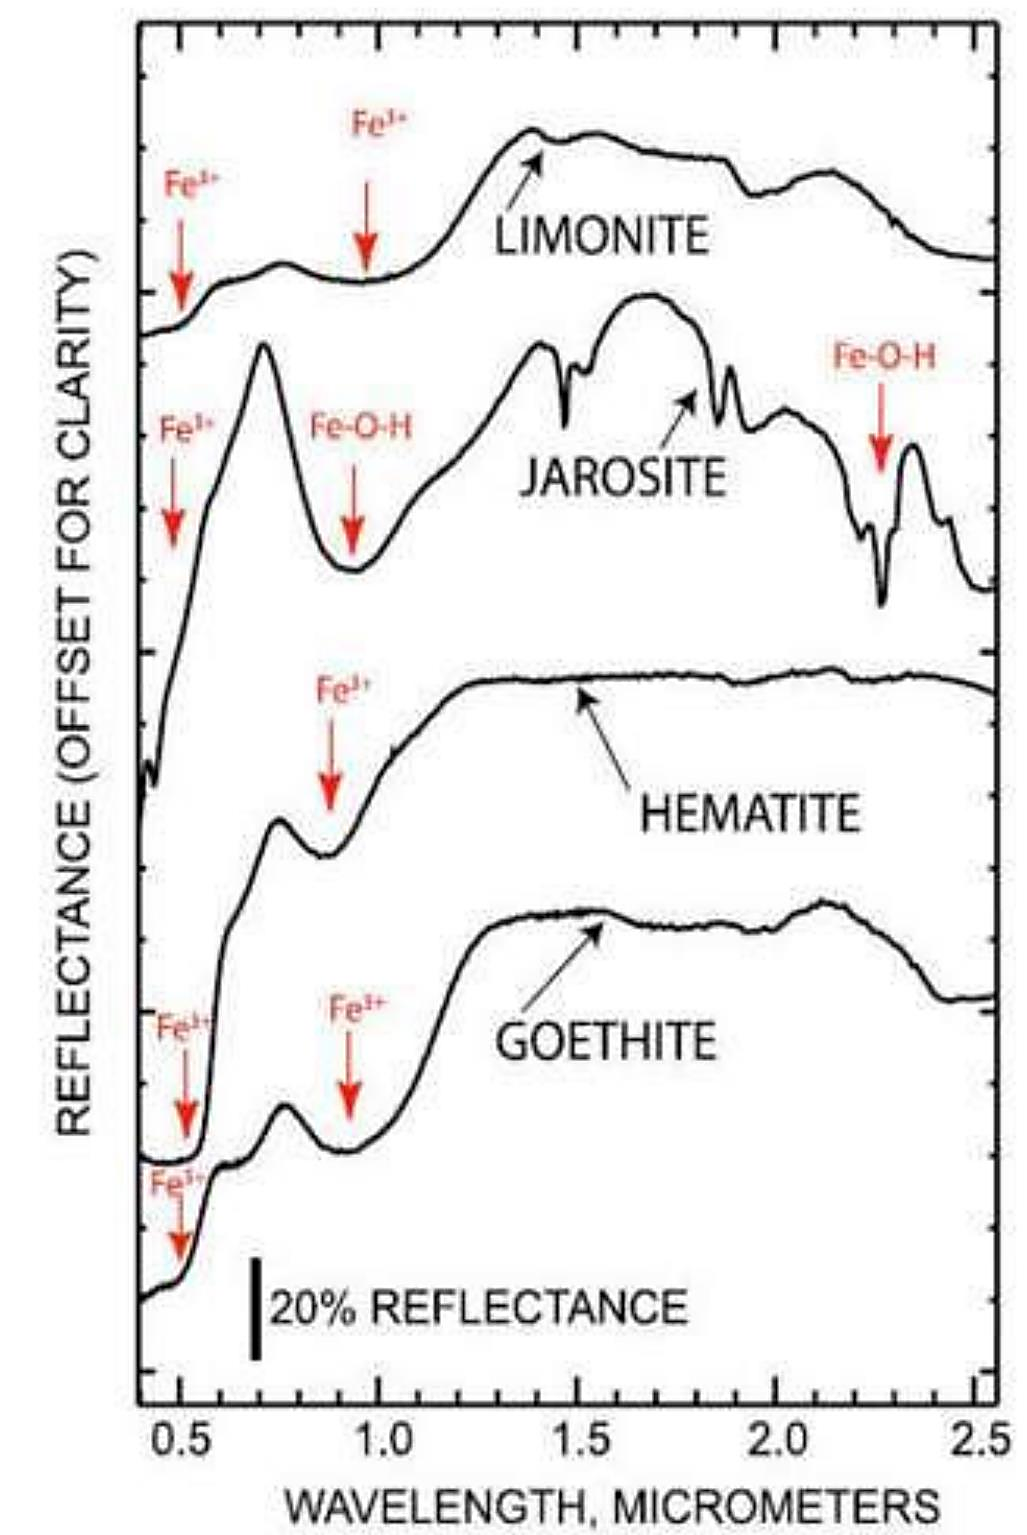 Fe³⁺
Fe³⁺
LIMONITE
Fe-O-H
Fe³⁺
Fe-O-H
JAROSITE
Fe³⁺
HEMATITE
Fe³⁺
Fe³⁺
GOETHITE
Fe³⁺
20% REFLECTANCE
REFLECTANCE (OFFSET FOR CLARITY)
0.5 1.0 1.5 2.0 2.5
WAVELENGTH, MICROMETERS